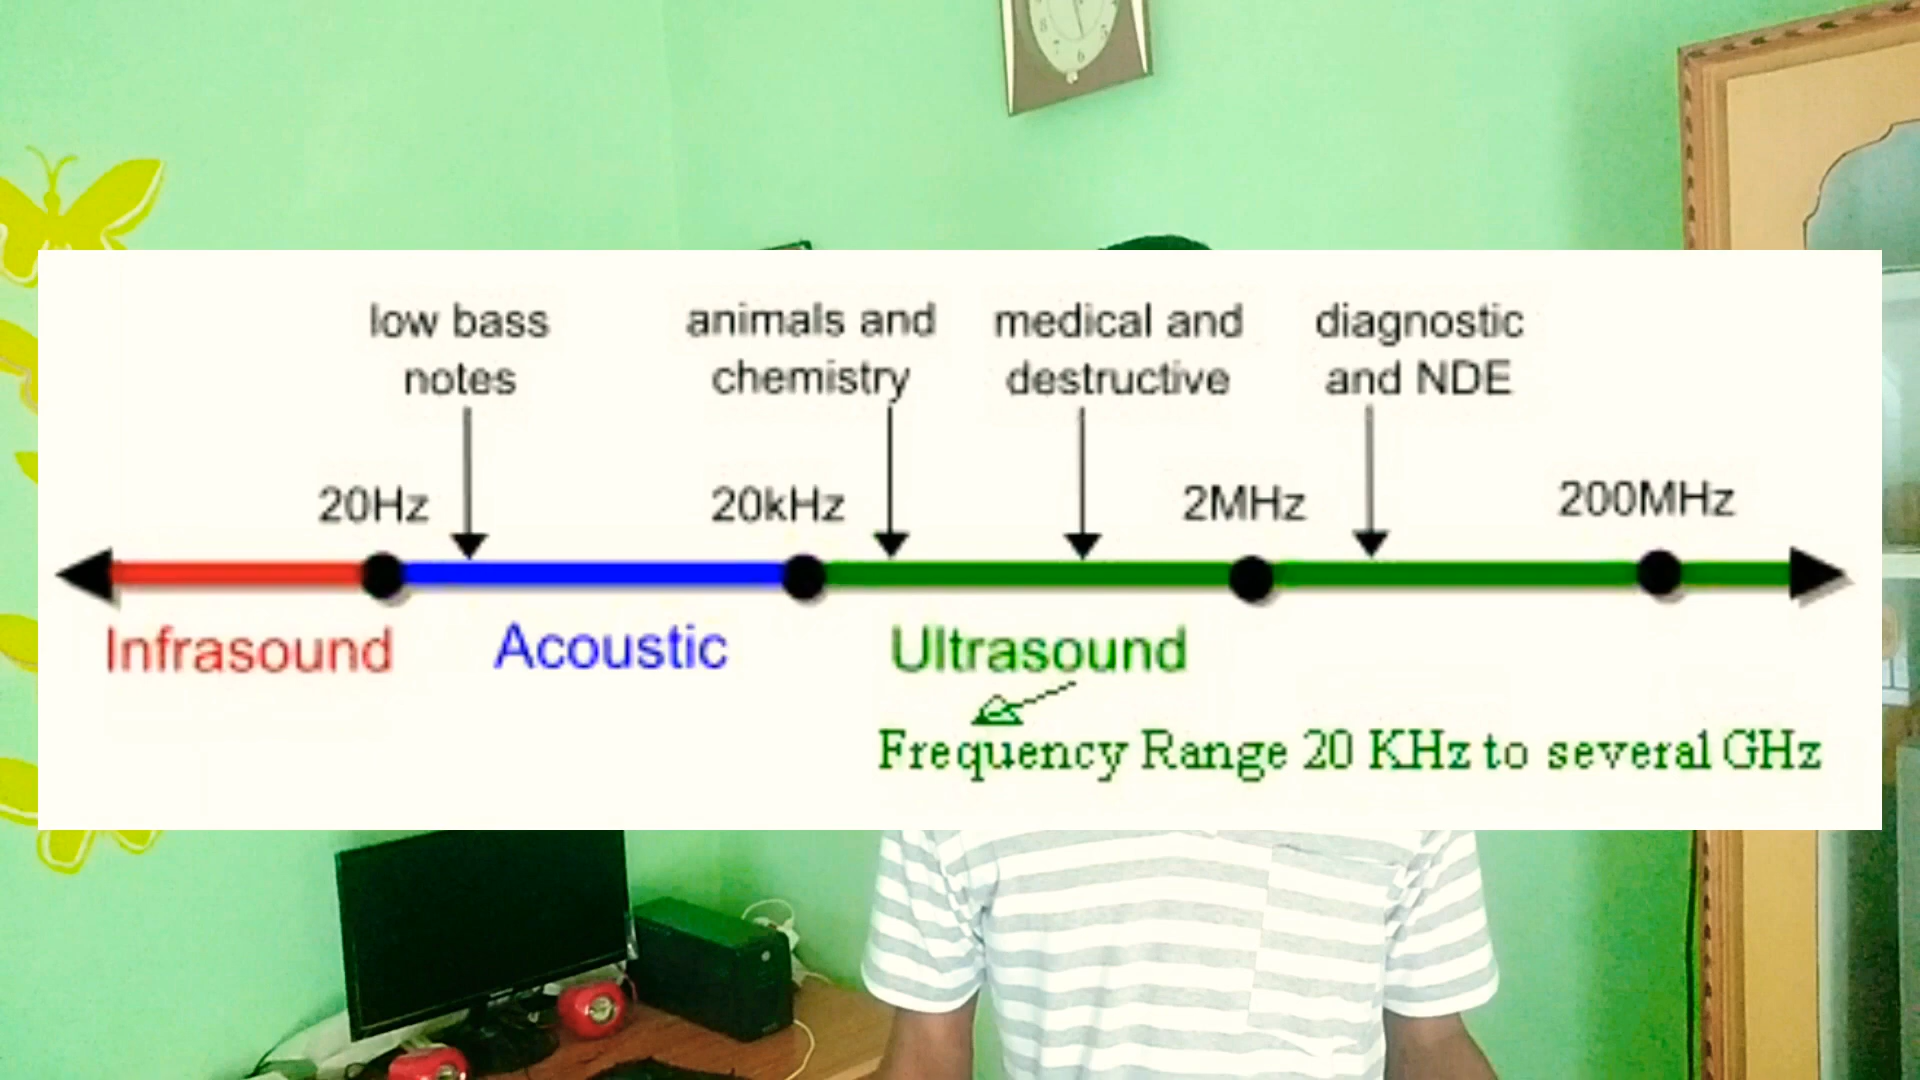 low bass
notes
animals and
chemistry
medical and
destructive
diagnostic
and NDE
20Hz
20kHz
2MHz
200MHz
Infrasound
Acoustic
Ultrasound
Frequency Range 20 KHz to several GHz